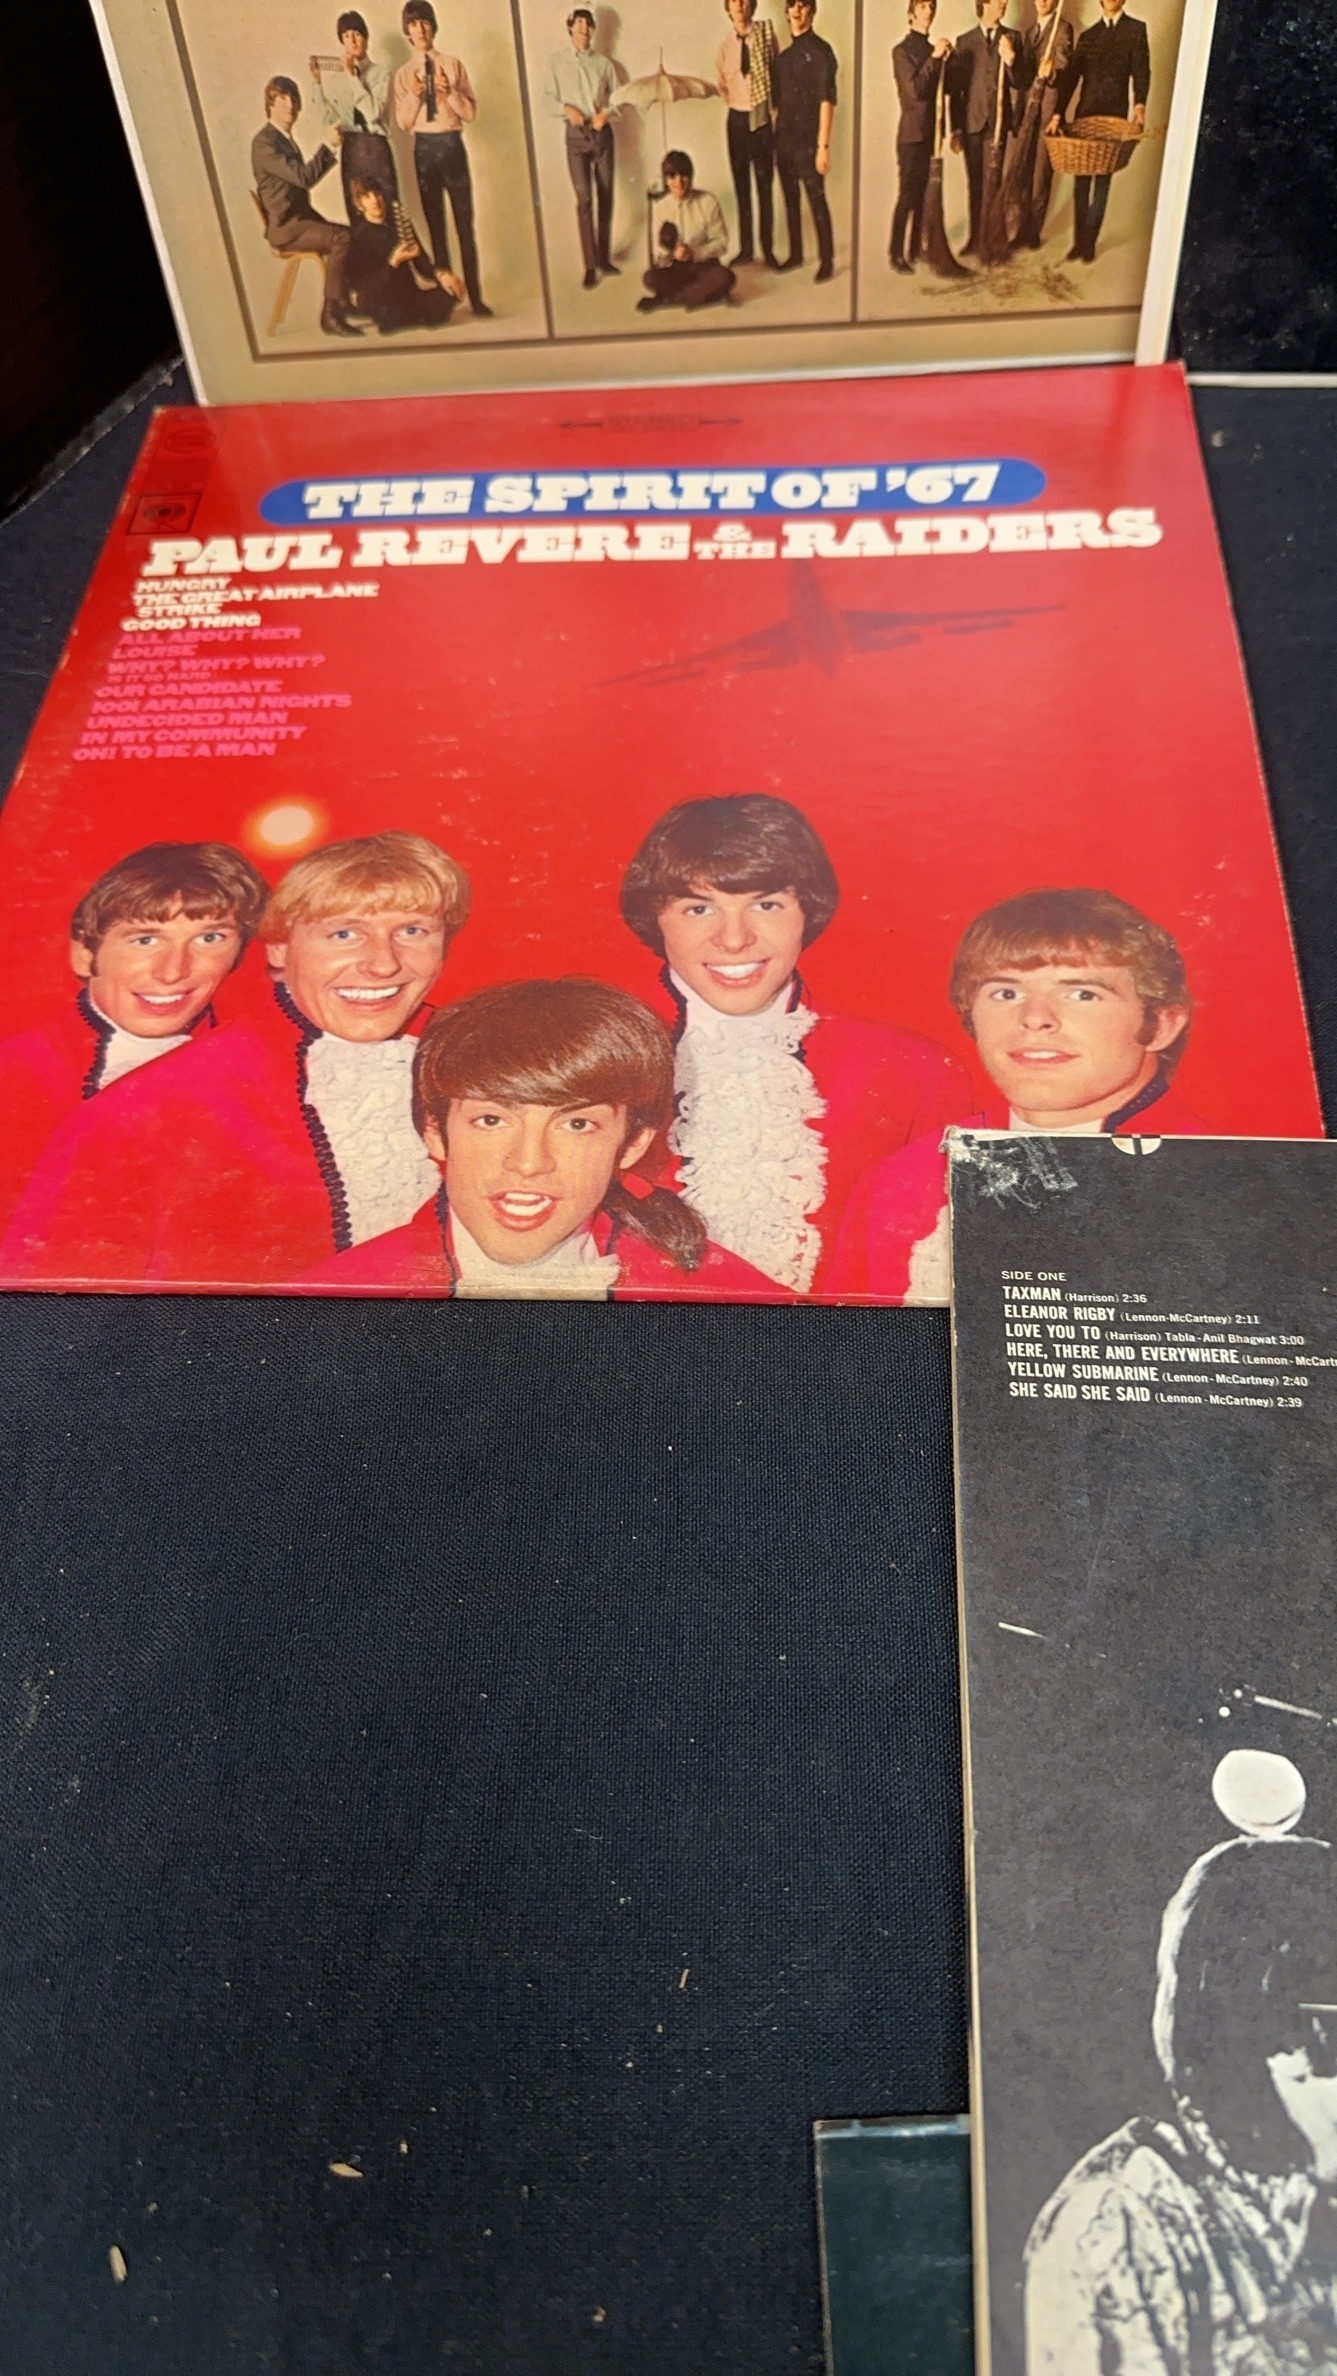 THE SPIRIT OF '67
PAUL REVERE & THE RAIDERS
HUNGRY
THE GREAT AIRPLANE
STRIKE
GOOD THING
ALL ABOUT HER
LOUISE
WHY? WHY? WHY?
IS IT SO HARD
OUR CANDIDATE
1001 ARABIAN NIGHTS
UNDECIDED MAN
IN MY COMMUNITY
OH! TO BE A MAN
SIDE ONE
TAXMAN (Harrison) 2:36
ELEANOR RIGBY (Lennon-McCartney) 2:11
LOVE YOU TO (Harrison) Tabla - Anil Bhagwat 3:00
HERE, THERE AND EVERYWHERE (Lennon - McCart
YELLOW SUBMARINE (Lennon - McCartney) 2:40
SHE SAID SHE SAID (Lennon - McCartney) 2:39